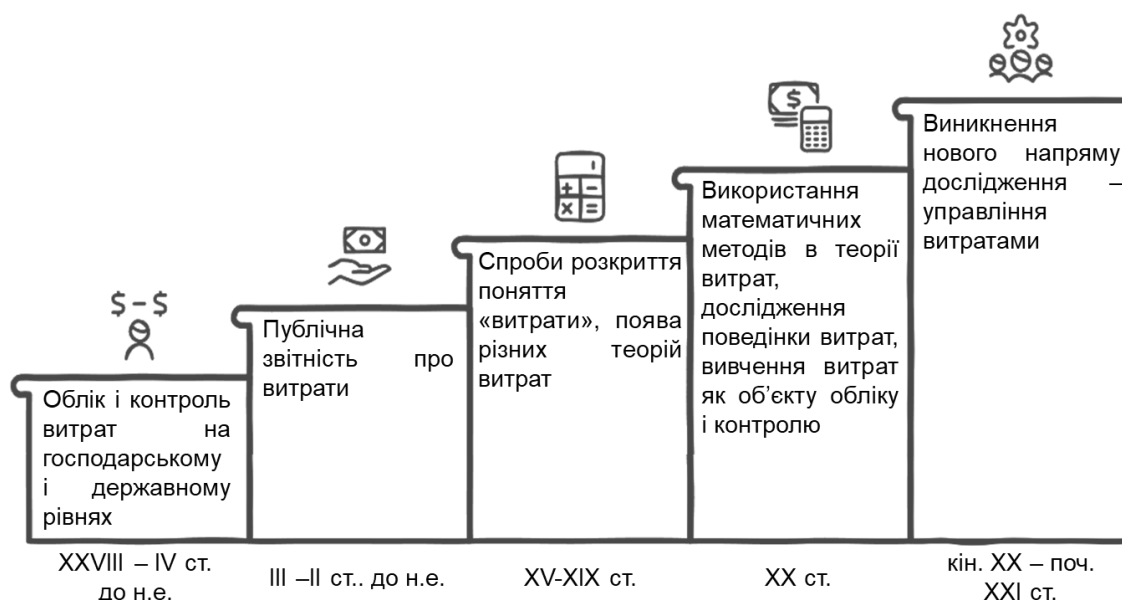 $-$
Облік і контроль
витрат на
господарському
і державному
рівнях
XXVIII – IV ст.
до н.е.
Публічна
звітність про
витрати
III –II ст.. до н.е.
Спроби розкриття
поняття
«витрати», поява
різних теорій
витрат
XV-XIX ст.
$
Використання
математичних
методів в теорії
витрат,
дослідження
поведінки витрат,
вивчення витрат
як об’єкту обліку
і контролю
XX ст.
Виникнення
нового напряму
дослідження –
управління
витратами
кін. XX – поч.
XXI ст.